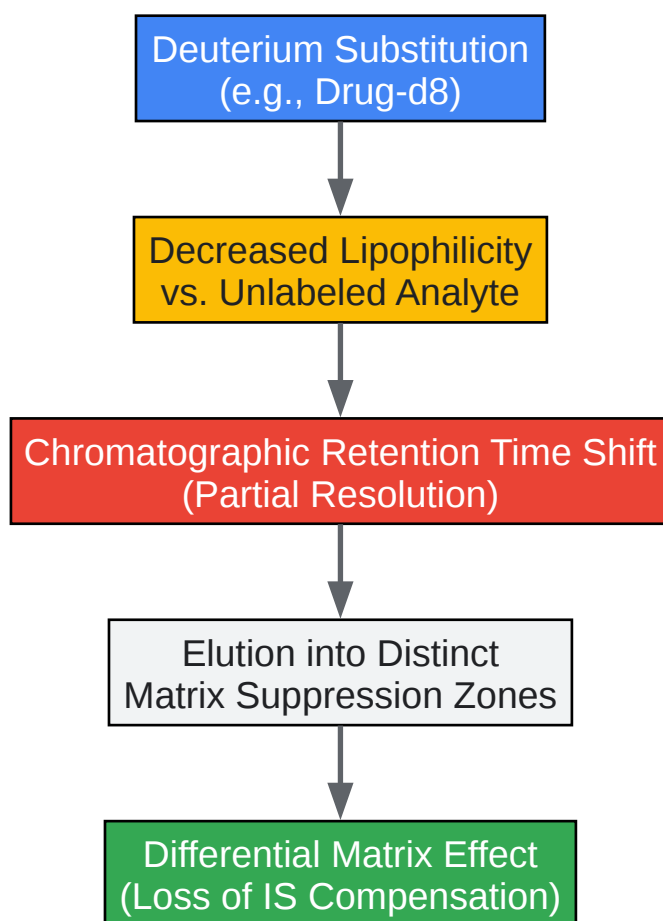 Deuterium Substitution
(e.g., Drug-d8)
Decreased Lipophilicity
vs. Unlabeled Analyte
Chromatographic Retention Time Shift
(Partial Resolution)
Elution into Distinct
Matrix Suppression Zones
Differential Matrix Effect
(Loss of IS Compensation)